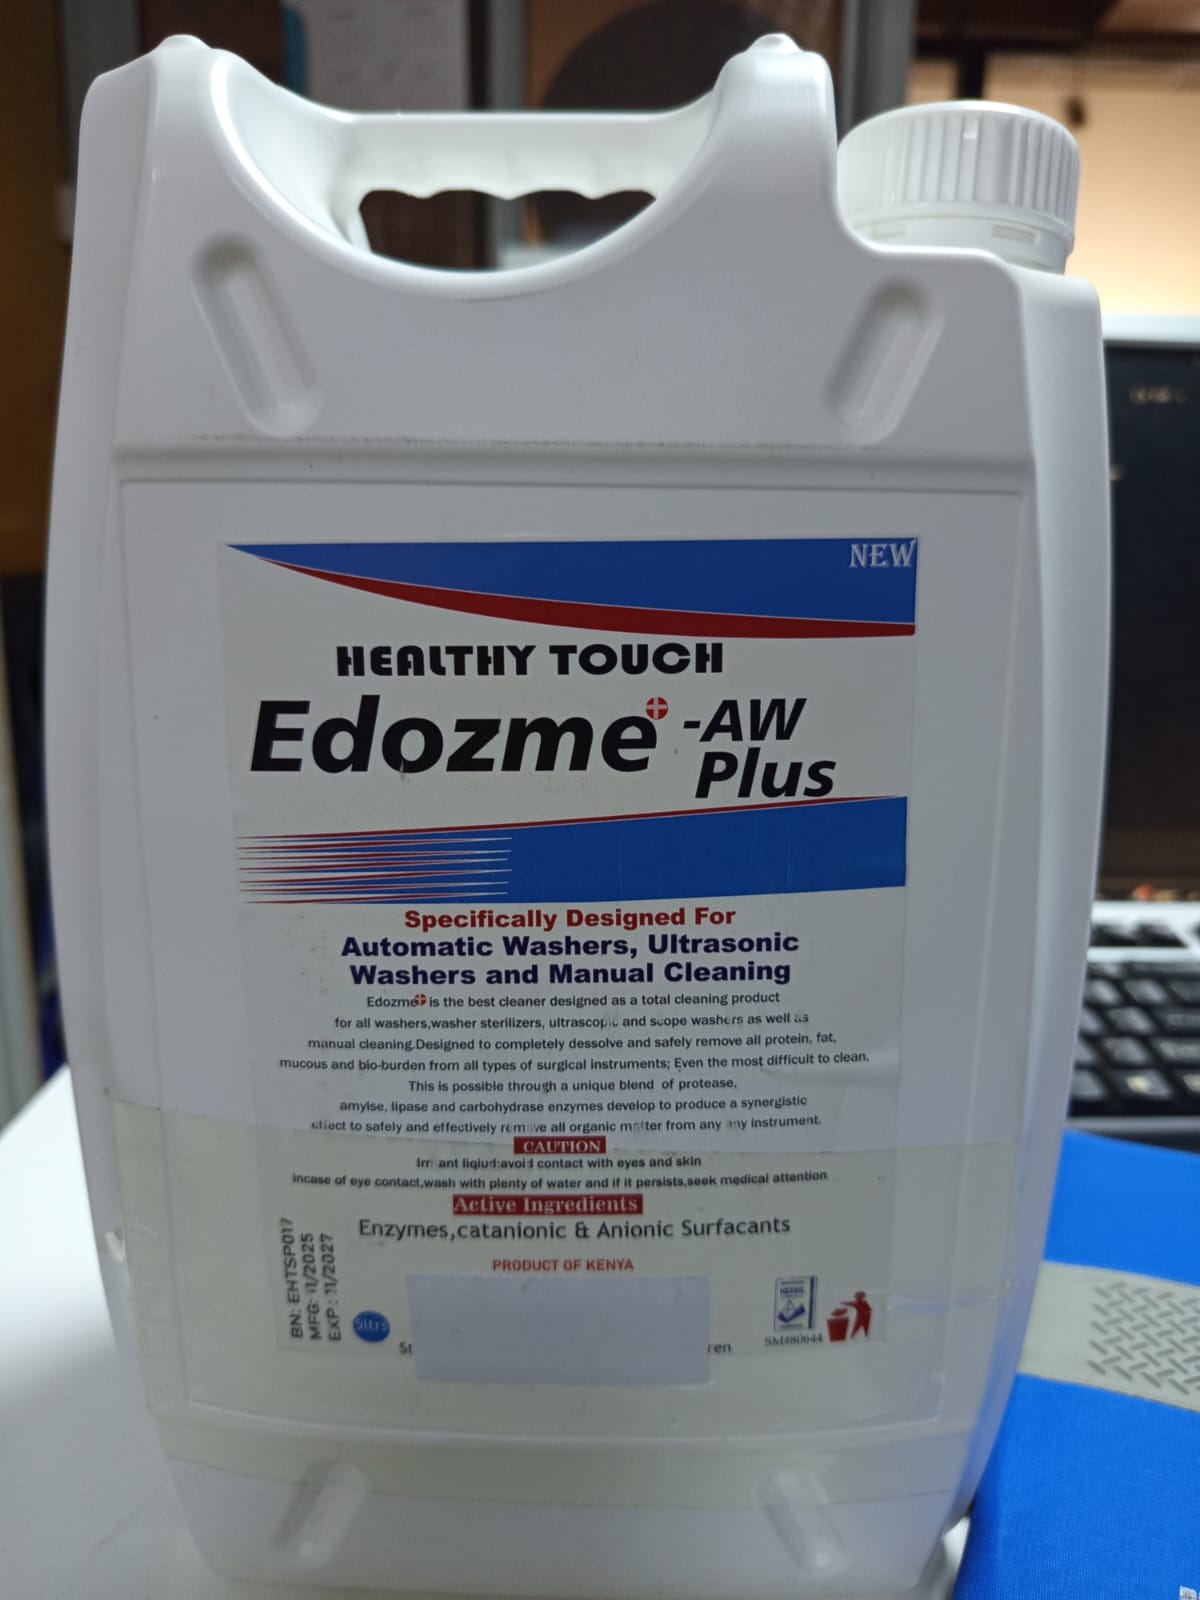 NEW
HEALTHY TOUCH
Edozme -AW
Plus
Specifically Designed For
Automatic Washers, Ultrasonic
Washers and Manual Cleaning
Edozme is the best cleaner designed as a total cleaning product
for all washers,washer sterilizers, and scope washers as well as
manual cleaning.Designed to completely dessolve and safely remove all protein, fat,
mucous and bio-burden from all types of surgical instruments; Even the most difficult to clean.
This is possible through a unique blend of protease,
amylse, lipase and carbohydrase enzymes develop to produce a synergistic
to safely and effectively remove all organic matter from any any instrument.
CAUTION
contact with eyes and skin
incase of eye contact,wash with plenty of water and if it persists,seek medical attention
Active Ingredients
Enzymes,catanionic & Anionic Surfacants
PRODUCT OF KENYA
BN: EHTSP017
MFG: 11/2025
EXP: 11/2027
5ltrs
St
ren
SM#80644